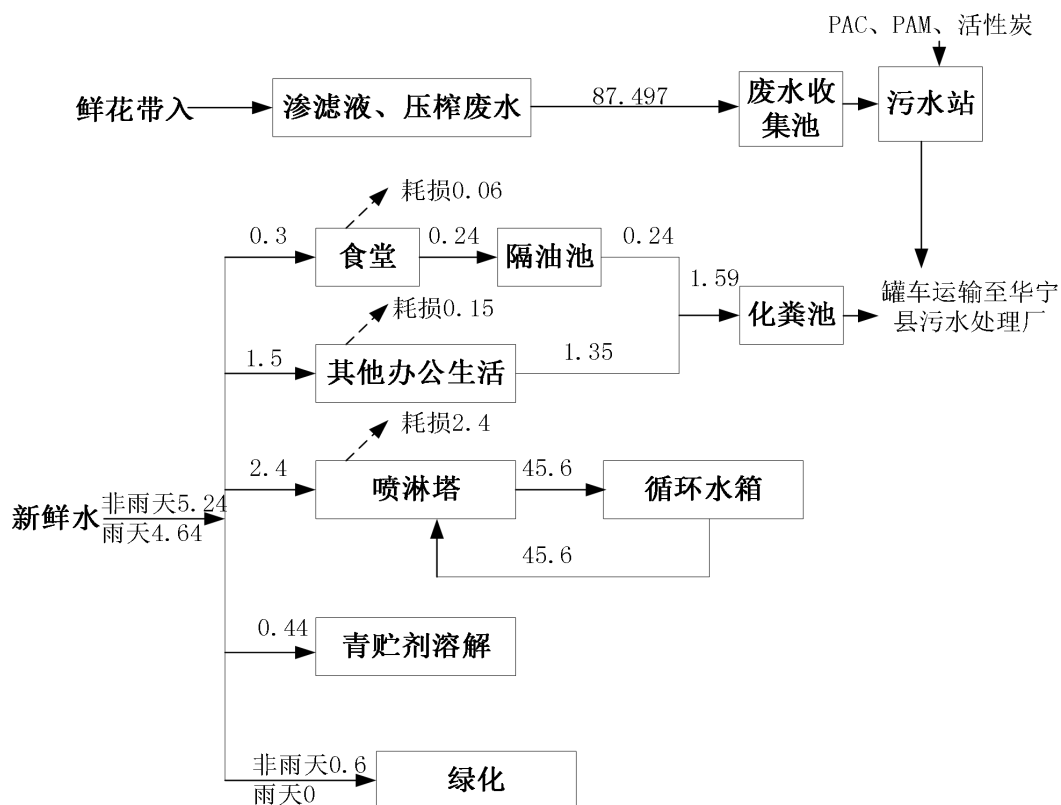 PAC、PAM、活性炭
鲜花带入
渗滤液、压榨废水
87.497
废水收
集池
污水站
耗损0.06
0.3
食堂
0.24
隔油池
0.24
耗损0.15
1.59
化粪池
罐车运输至华宁
县污水处理厂
1.5
其他办公生活
1.35
耗损2.4
2.4
喷淋塔
45.6
循环水箱
新鲜水
非雨天5.24
雨天4.64
45.6
0.44
青贮剂溶解
非雨天0.6
雨天0
绿化